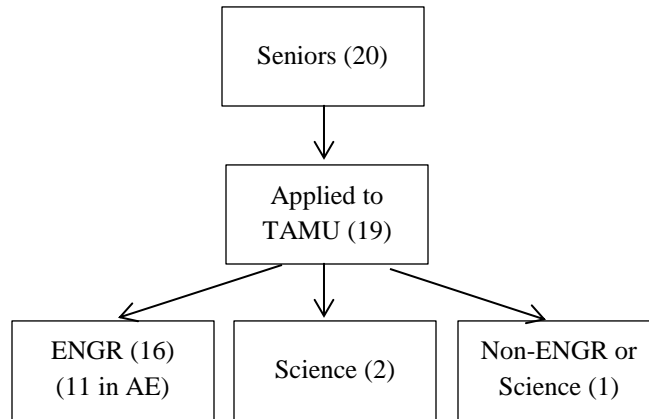 Seniors (20)
Applied to
TAMU (19)
ENGR (16)
(11 in AE)
Science (2)
Non-ENGR or
Science (1)